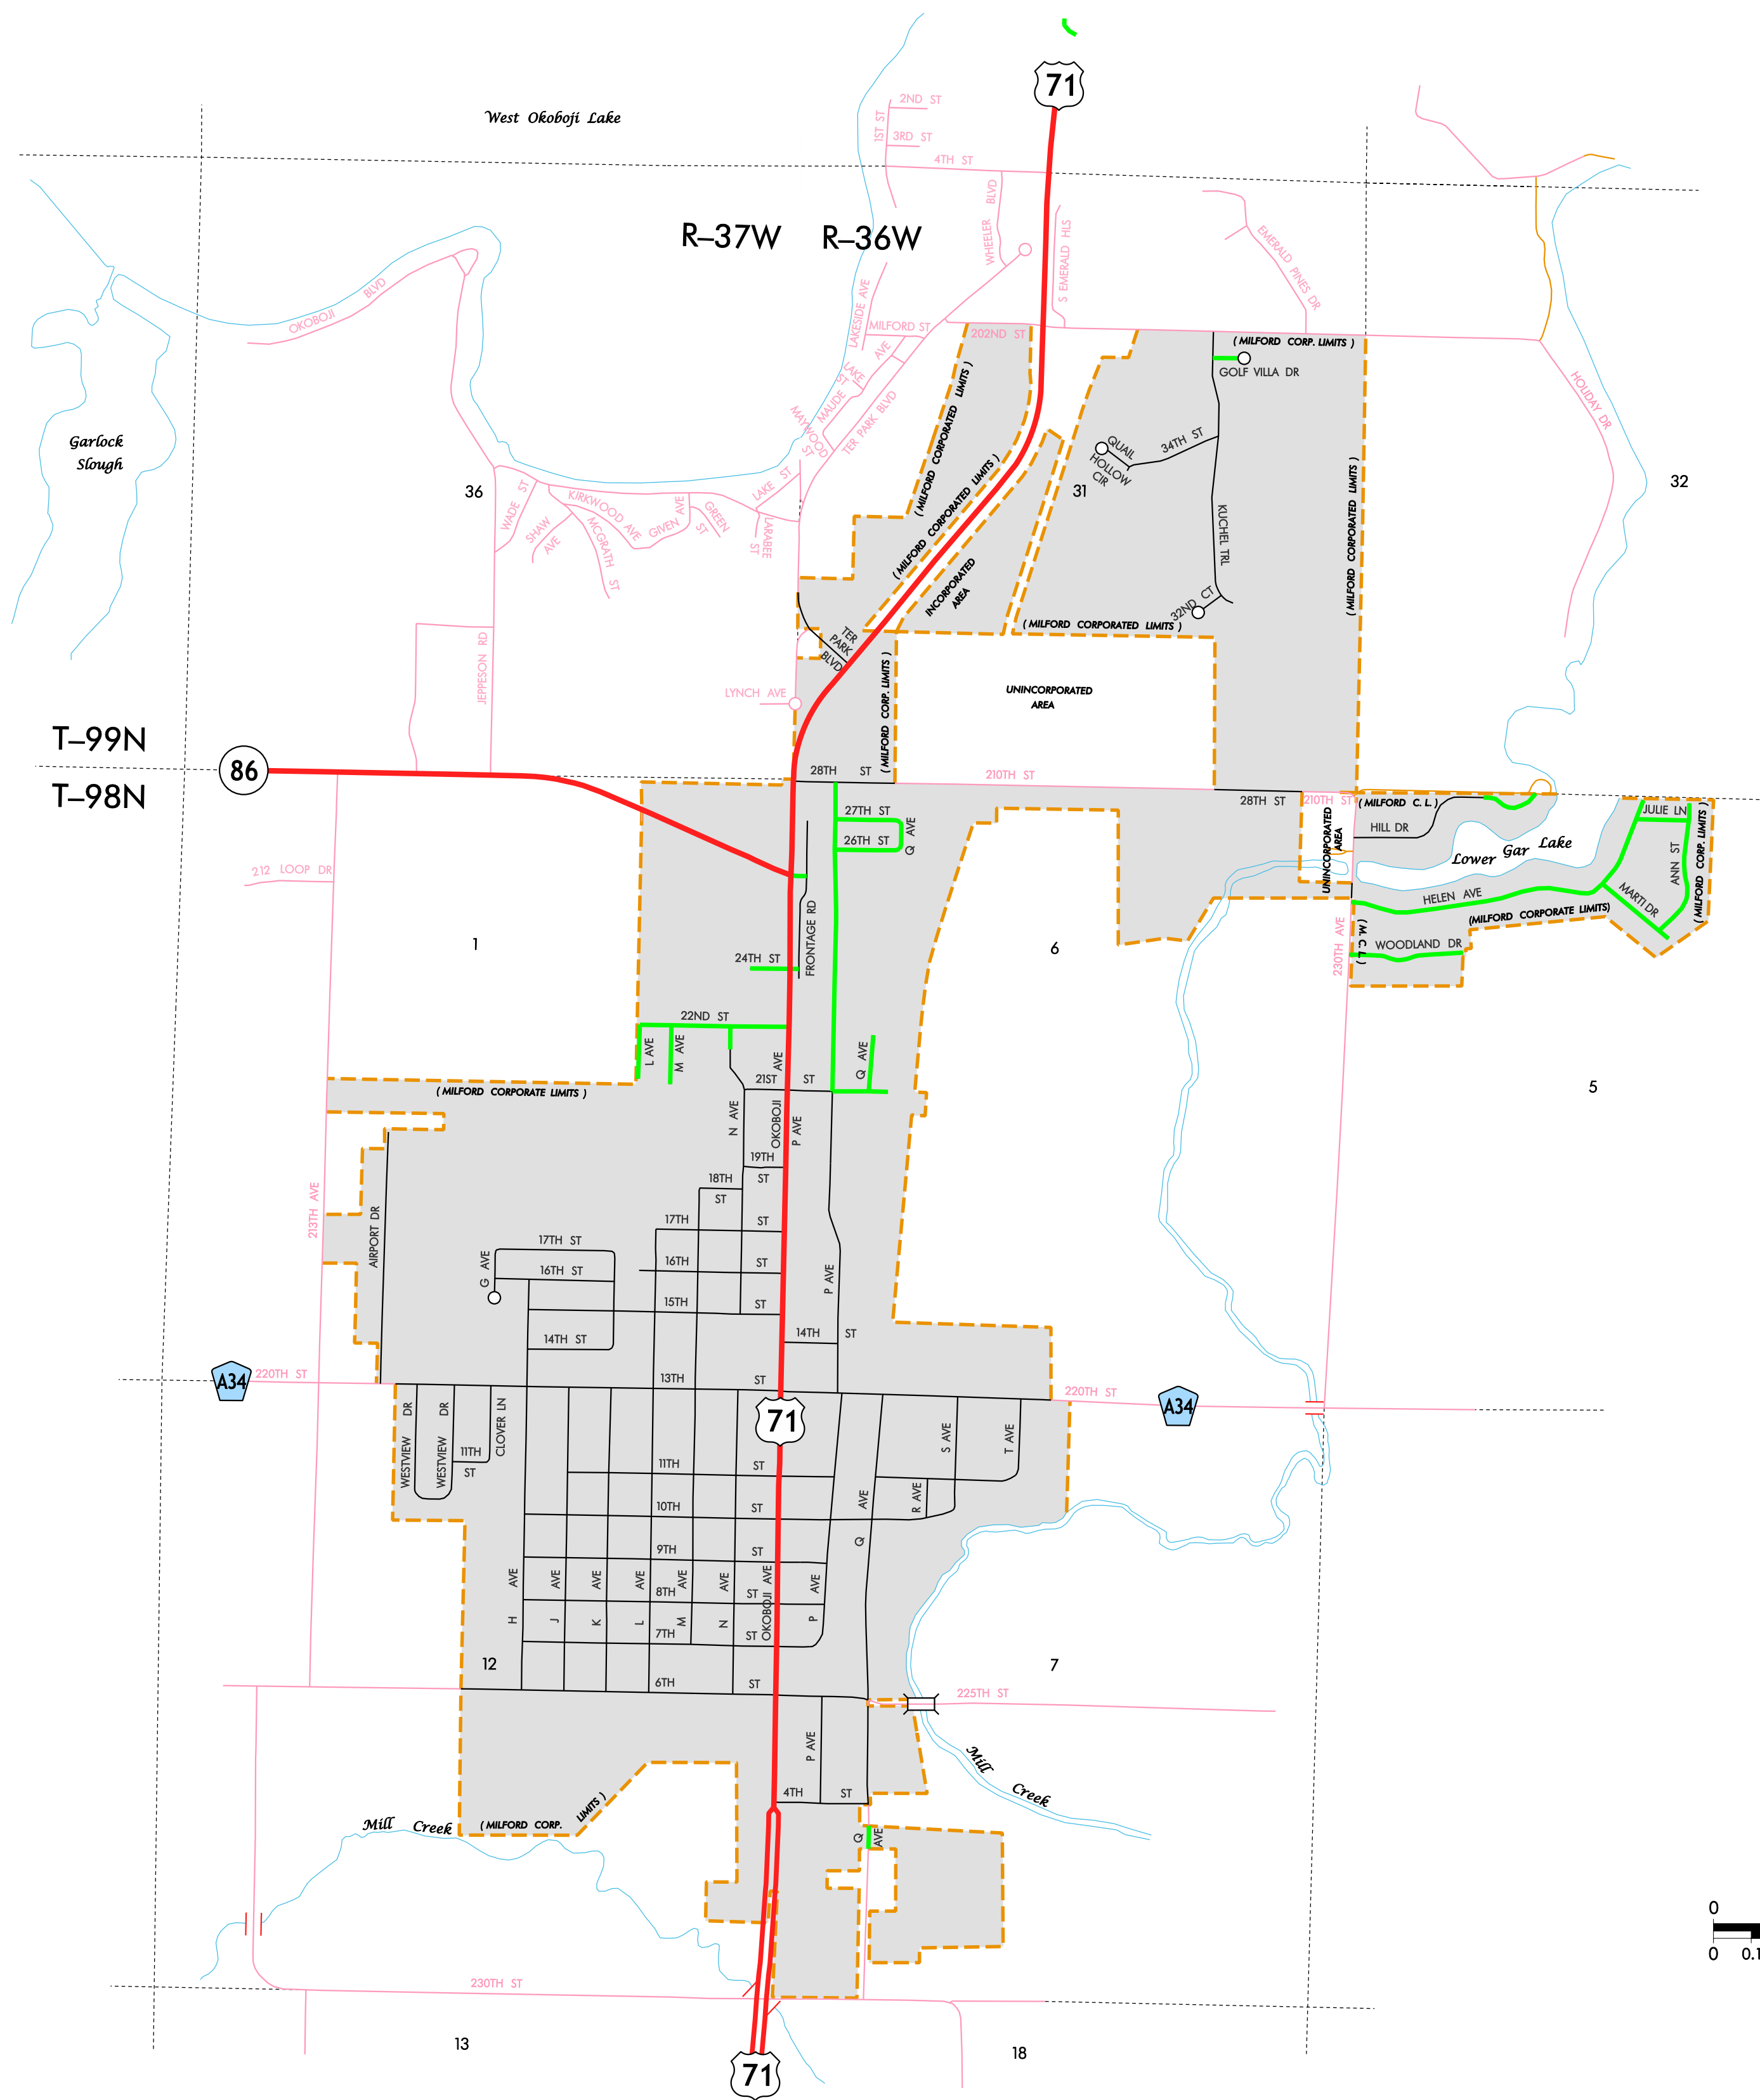 71
West Okoboji Lake
2ND ST
1ST ST
3RD ST
4TH ST
R–37W R–36W
WHEELER BLVD
S EMERALD HLS
EMERALD PINES DR
OKOBOJI BLVD
LAKESIDE AVE
MILFORD ST
202ND ST
( MILFORD CORP. LIMITS )
GOLF VILLA DR
HOLIDAY DR
LAKE AVE
MAUDE ST
MAYWOOD ST
TER PARK BLVD
( MILFORD CORPORATED LIMITS )
Garlock
Slough
QUAIL
HOLLOW
CIR
34TH ST
( MILFORD CORPORATED LIMITS )
( MILFORD CORPORATED LIMITS )
36
31
32
WADE ST
KIRKWOOD AVE
SHAW
AVE
MCGRATH ST
GIVEN AVE
GREEN
ST
LAKE ST
LARABEE
ST
KUCHEL TRL
INCORPORATED
AREA
32ND CT
( MILFORD CORPORATED LIMITS )
TER
PARK
BLVD
JEPPESON RD
LYNCH AVE
( MILFORD CORP. LIMITS )
UNINCORPORATED
AREA
T–99N
86
T–98N
28TH ST
210TH ST
28TH ST
210TH ST
( MILFORD C. L. )
27TH ST
26TH ST
Q AVE
UNINCORPORATED
AREA
HILL DR
Lower Gar Lake
JULIE LN
ANN ST
( MILFORD CORP. LIMITS )
MARTI DR
HELEN AVE
(MILFORD CORPORATE LIMITS)
212 LOOP DR
FRONTAGE RD
24TH ST
1
6
230TH AVE
( M. C. L. )
WOODLAND DR
22ND ST
L AVE
M AVE
Q AVE
5
21ST ST
( MILFORD CORPORATE LIMITS )
N AVE
OKOBOJI AVE
P AVE
19TH
ST
18TH
ST
17TH ST
213TH AVE
AIRPORT DR
G AVE
17TH ST
16TH ST
16TH ST
P AVE
15TH ST
14TH ST
14TH ST
A34
220TH ST
13TH ST
220TH ST
A34
71
WESTVIEW DR
WESTVIEW DR
CLOVER LN
11TH
ST
S AVE
T AVE
11TH ST
10TH ST
R AVE
Q AVE
9TH ST
8TH ST
H AVE
J AVE
K AVE
L AVE
M AVE
N AVE
OKOBOJI AVE
P AVE
7TH ST
12
7
6TH ST
225TH ST
P AVE
4TH ST
Mill Creek
Mill Creek
( MILFORD CORP. LIMITS )
Q AVE
0
0 0.1
230TH ST
13
18
71